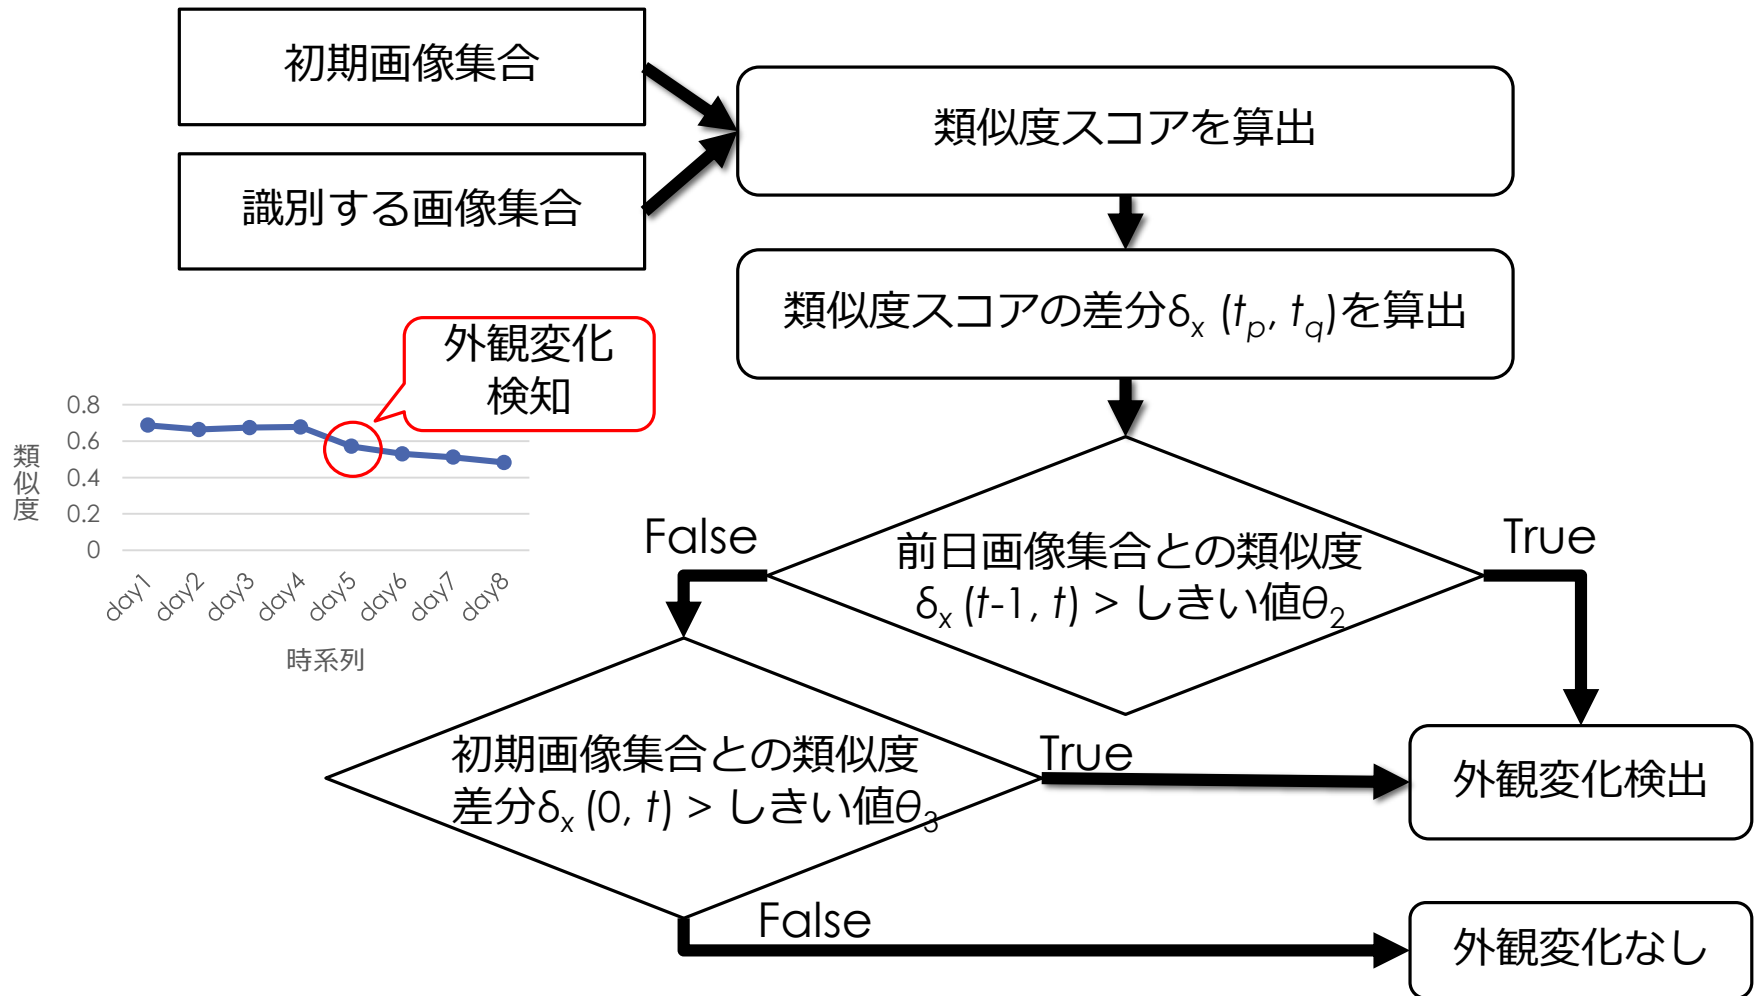 初期画像集合
識別する画像集合
類似度スコアを算出
類似度スコアの差分δx (tp, tq)を算出
外観変化
検知
0.8
0.6
0.4
0.2
0
類似度
day1
day2
day3
day4
day5
day6
day7
day8
時系列
False
前日画像集合との類似度
δx (t-1, t) > しきい値θ2
True
初期画像集合との類似度
差分δx (0, t) > しきい値θ3
True
外観変化検出
False
外観変化なし